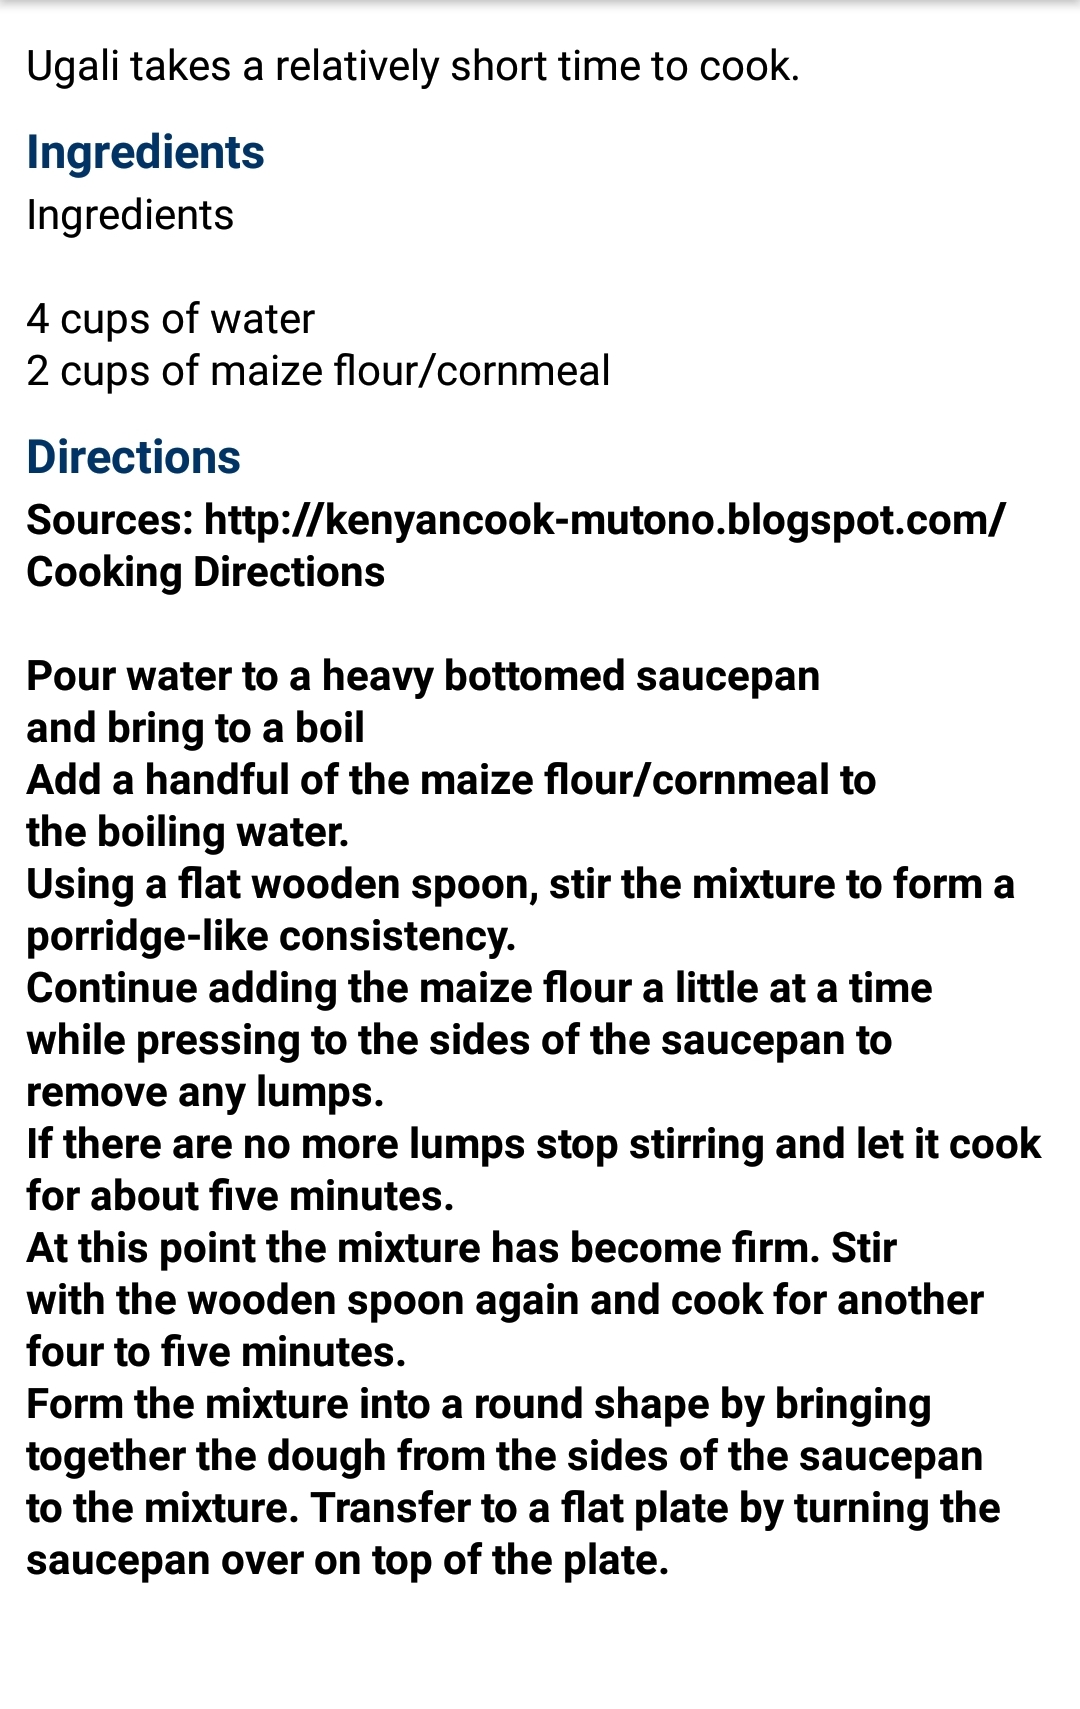 Ugali takes a relatively short time to cook.
Ingredients
Ingredients
4 cups of water
2 cups of maize flour/cornmeal
Directions
Sources: http://kenyancook-mutono.blogspot.com/
Cooking Directions
Pour water to a heavy bottomed saucepan
and bring to a boil
Add a handful of the maize flour/cornmeal to
the boiling water.
Using a flat wooden spoon, stir the mixture to form a
porridge-like consistency.
Continue adding the maize flour a little at a time
while pressing to the sides of the saucepan to
remove any lumps.
If there are no more lumps stop stirring and let it cook
for about five minutes.
At this point the mixture has become firm. Stir
with the wooden spoon again and cook for another
four to five minutes.
Form the mixture into a round shape by bringing
together the dough from the sides of the saucepan
to the mixture. Transfer to a flat plate by turning the
saucepan over on top of the plate.